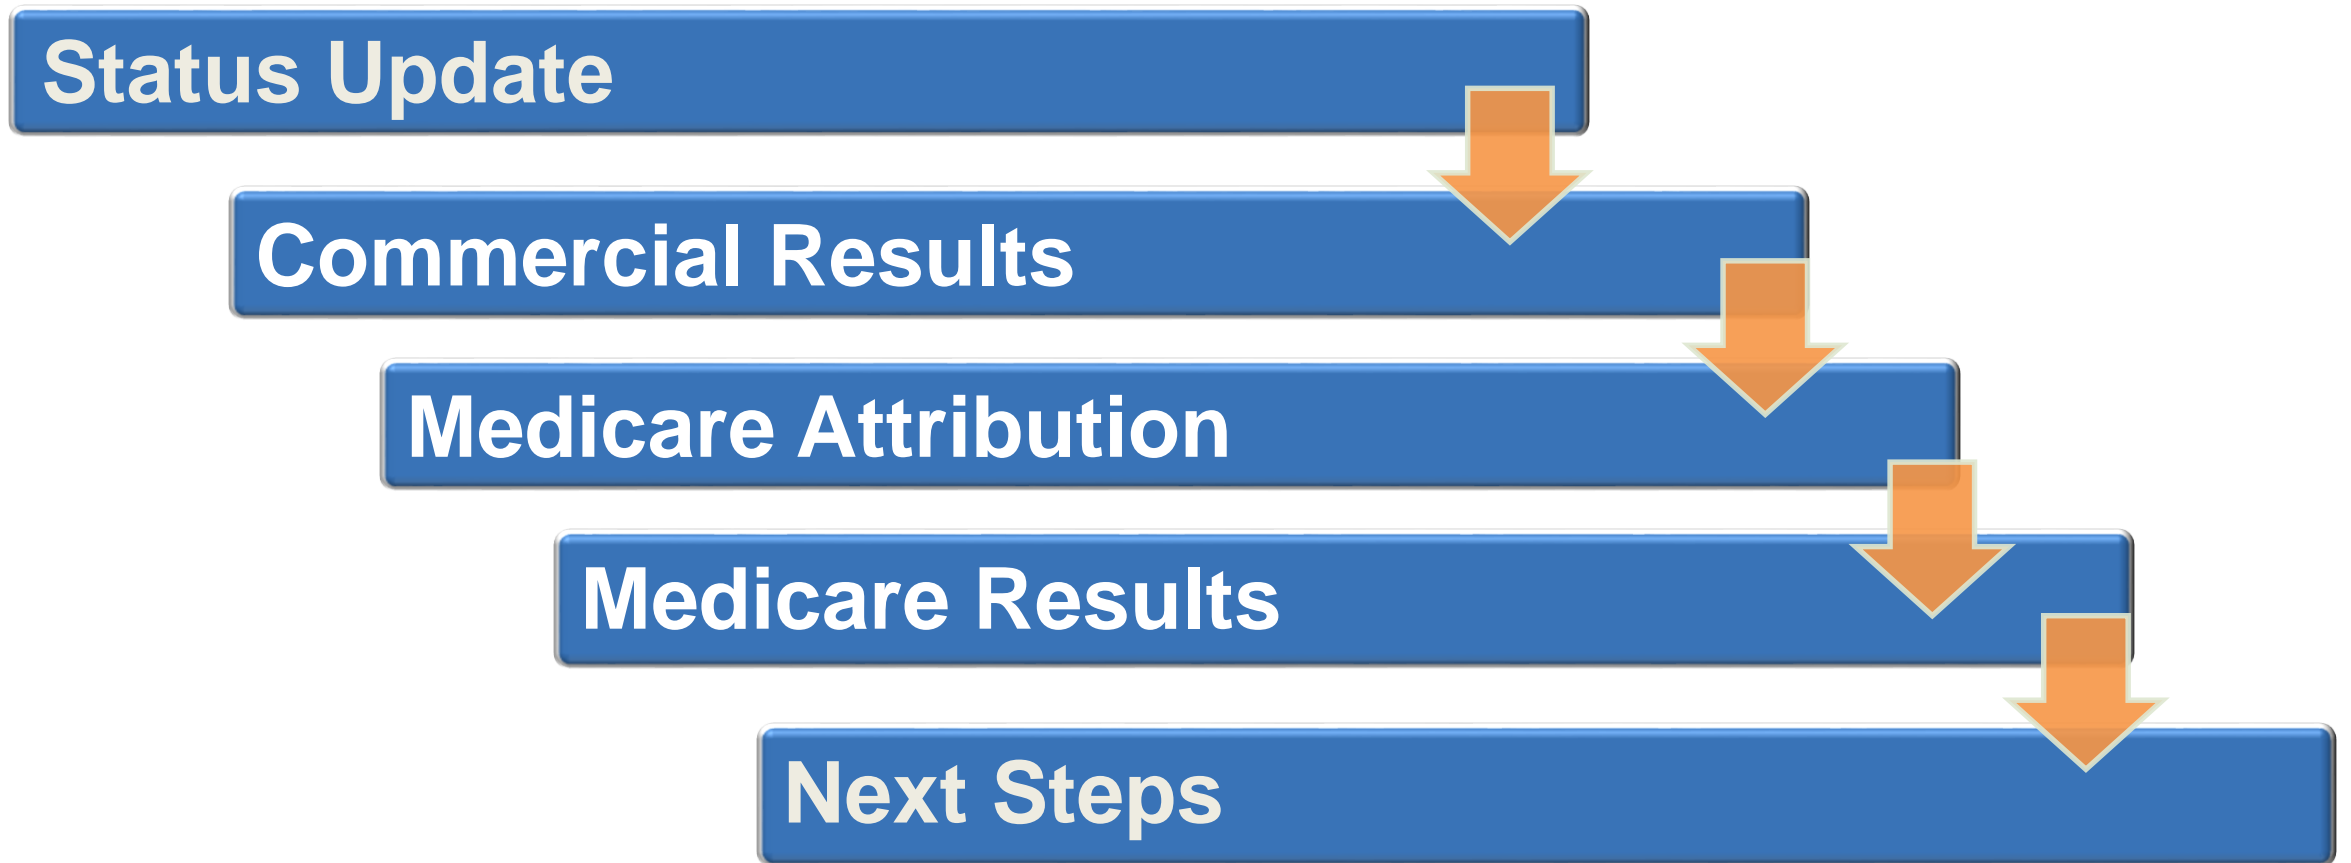 Status Update
Commercial Results
Medicare Attribution
Medicare Results
Next Steps